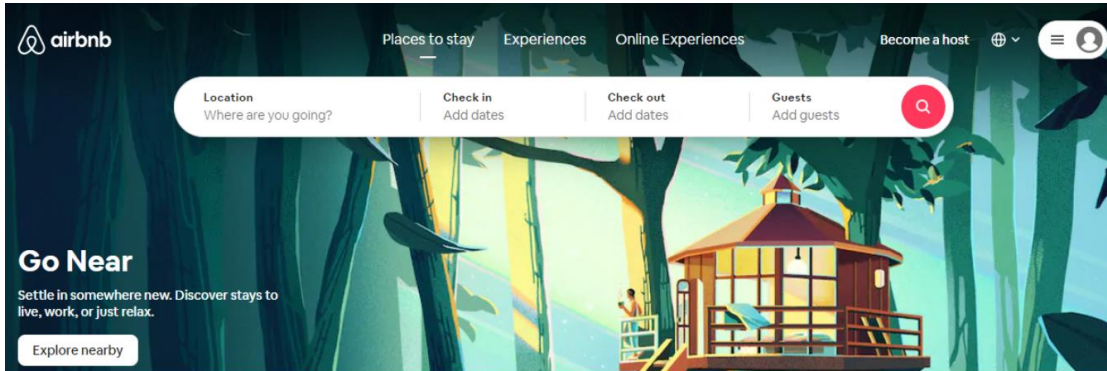 airbnb
Places to stay Experiences Online Experiences
Become a host
Location Check in Check out Guests
Where are you going? Add dates Add dates Add guests
Go Near
Settle in somewhere new. Discover stays to
live, work, or just relax.
Explore nearby